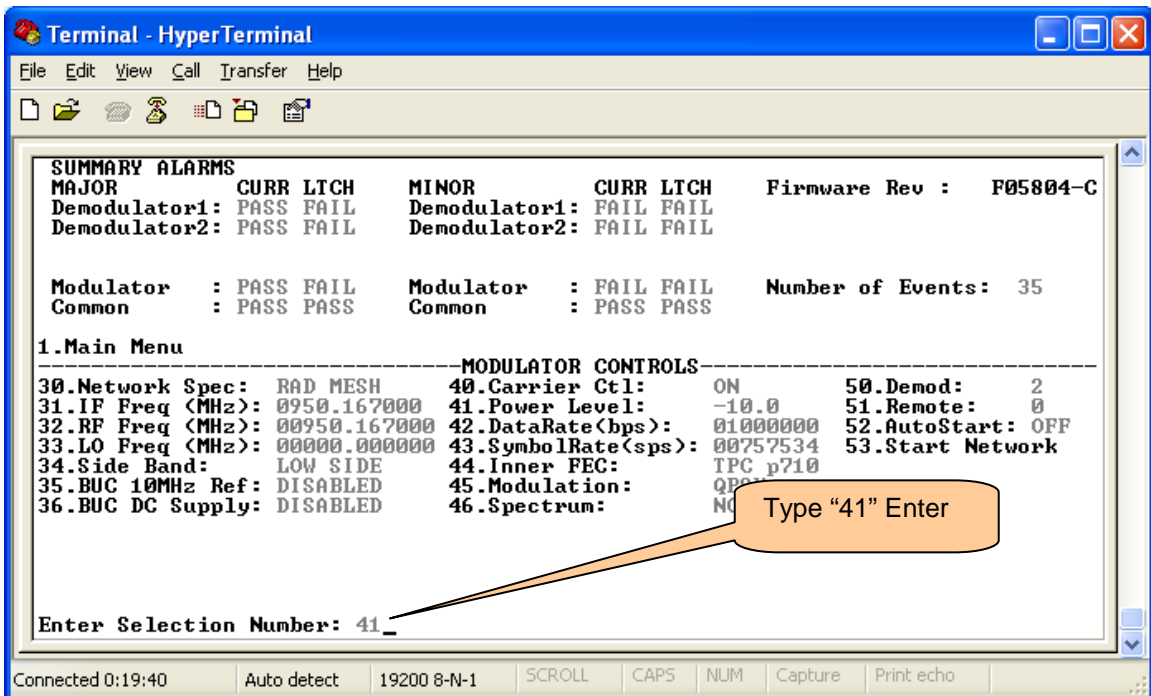 Terminal - HyperTerminal
File Edit View Call Transfer Help
SUMMARY ALARMS
MAJOR CURR LTCH MINOR CURR LTCH Firmware Rev : F05804-C
Demodulator1: PASS FAIL Demodulator1: FAIL FAIL
Demodulator2: PASS FAIL Demodulator2: FAIL FAIL
Modulator : PASS FAIL Modulator : FAIL FAIL Number of Events: 35
Common : PASS PASS Common : PASS PASS
1.Main Menu
MODULATOR CONTROLS
30.Network Spec: RAD MESH 40.Carrier Ctl: ON 50.Demod: 2
31.IF Freq (MHz): 0950.167000 41.Power Level: -10.0 51.Remote: 0
32.RF Freq (MHz): 00950.167000 42.DataRate(bps): 01000000 52.AutoStart: OFF
33.LO Freq (MHz): 00000.000000 43.SymbolRate(sps): 00757534 53.Start Network
34.Side Band: LOW SIDE 44.Inner FEC: TPC p710
35.BUC 10MHz Ref: DISABLED 45.Modulation:
36.BUC DC Supply: DISABLED 46.Spectrum:
Type “41” Enter
Enter Selection Number: 41_
Connected 0:19:40 Auto detect 19200 8-N-1 SCROLL CAPS NUM Capture Print echo